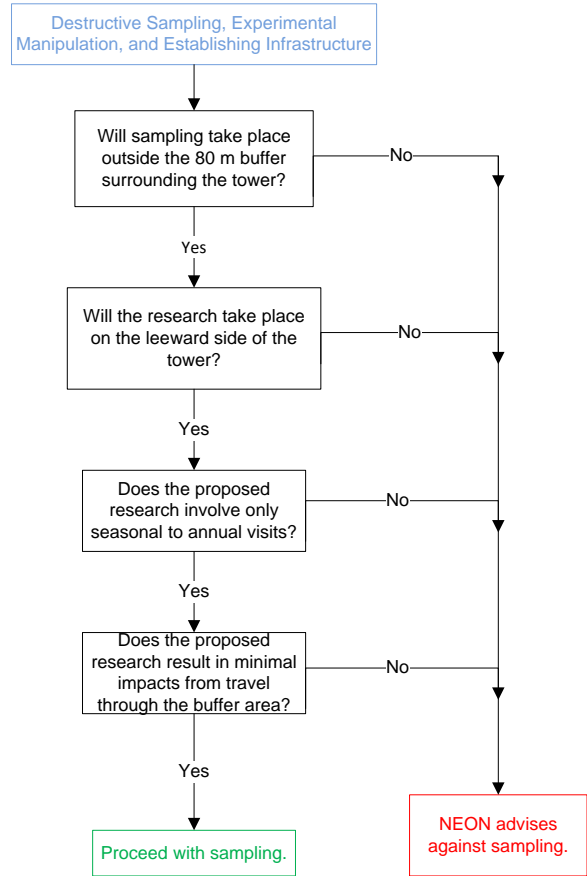 Destructive Sampling, Experimental
Manipulation, and Establishing Infrastructure
Will sampling take place
outside the 80 m buffer
surrounding the tower?
No
Yes
Will the research take place
on the leeward side of the
tower?
No
Yes
Does the proposed
research involve only
seasonal to annual visits?
No
Yes
Does the proposed
research result in minimal
impacts from travel
through the buffer area?
No
Yes
Proceed with sampling.
NEON advises
against sampling.